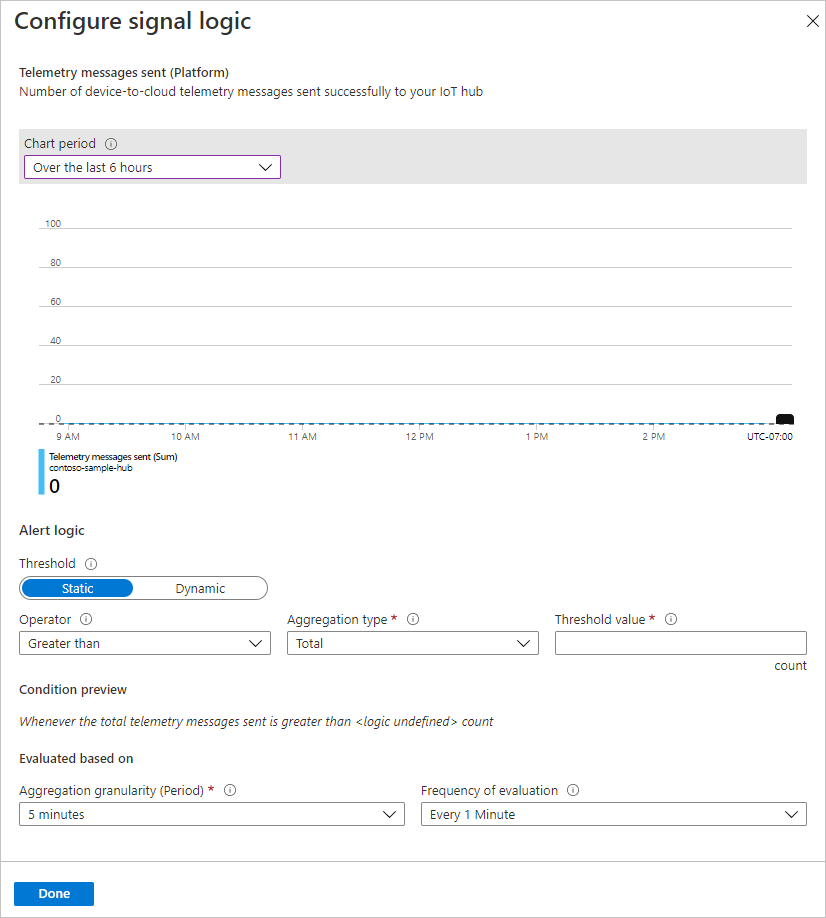 Configure signal logic
Telemetry messages sent (Platform)
Number of device-to-cloud telemetry messages sent successfully to your IoT hub
Chart period
Over the last 6 hours
100
80
60
40
20
0
9 AM 10 AM 11 AM 12 PM 1 PM 2 PM UTC-07:00
Telemetry messages sent (Sum)
contoso-sample-hub
0
Alert logic
Threshold
Static Dynamic
Operator Aggregation type * Threshold value *
Greater than Total
count
Condition preview
Whenever the total telemetry messages sent is greater than <logic undefined> count
Evaluated based on
Aggregation granularity (Period) * Frequency of evaluation
5 minutes Every 1 Minute
Done